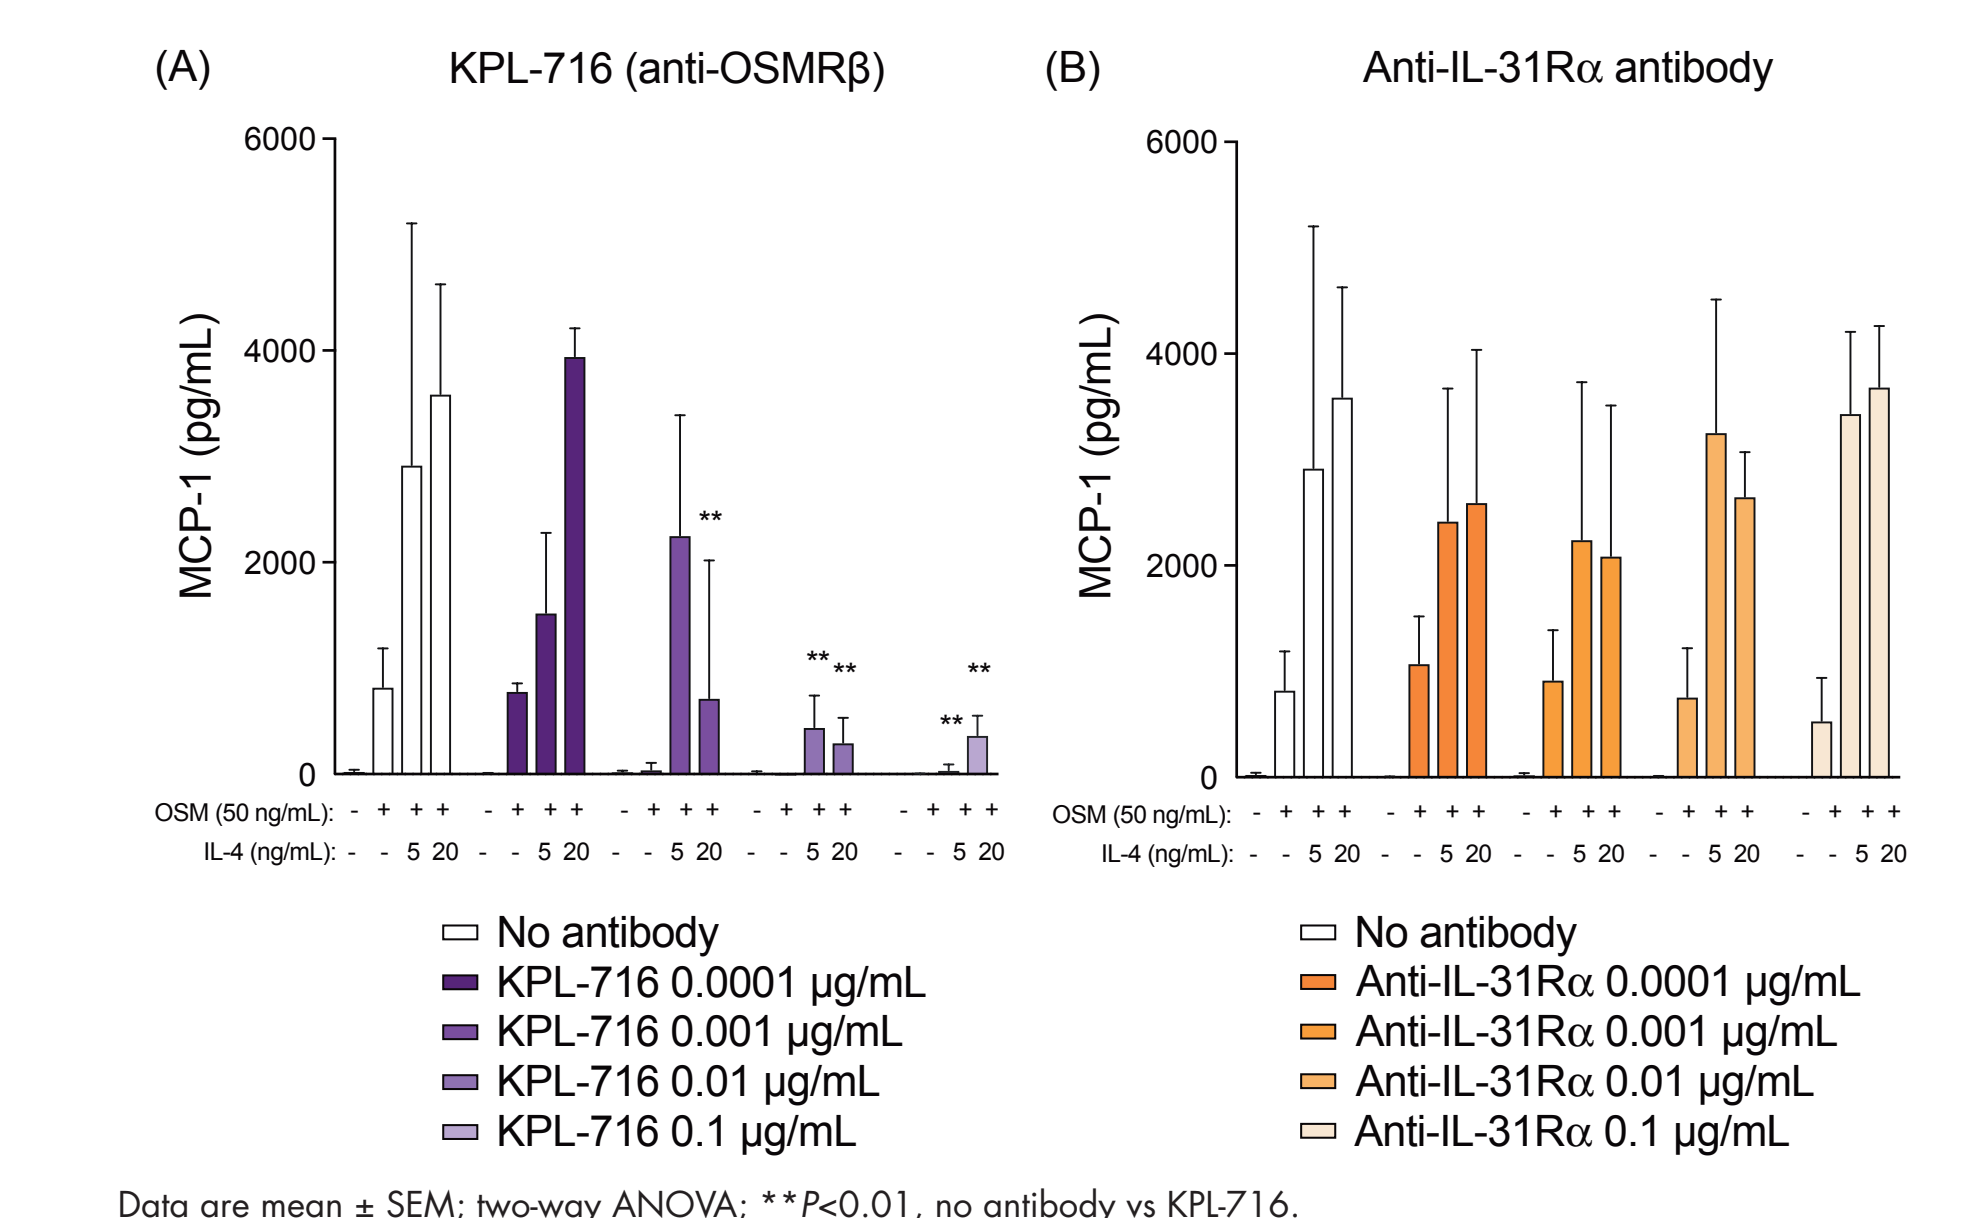 (A) KPL-716 (anti-OSMRβ)
MCP-1 (pg/mL)
6000
4000
2000
0
OSM (50 ng/mL): - + + + - + + + - + + + - + + + - + + +
IL-4 (ng/mL): - - 5 20 - - 5 20 - - 5 20 - - 5 20 - - 5 20
**
** **
** **
No antibody
KPL-716 0.0001 μg/mL
KPL-716 0.001 μg/mL
KPL-716 0.01 μg/mL
KPL-716 0.1 μg/mL
(B) Anti-IL-31Rα antibody
MCP-1 (pg/mL)
6000
4000
2000
0
OSM (50 ng/mL): - + + + - + + + - + + + - + + + - + + +
IL-4 (ng/mL): - - 5 20 - - 5 20 - - 5 20 - - 5 20 - - 5 20
No antibody
Anti-IL-31Rα 0.0001 μg/mL
Anti-IL-31Rα 0.001 μg/mL
Anti-IL-31Rα 0.01 μg/mL
Anti-IL-31Rα 0.1 μg/mL
Data are mean ± SEM; two-way ANOVA; **P<0.01, no antibody vs KPL-716.